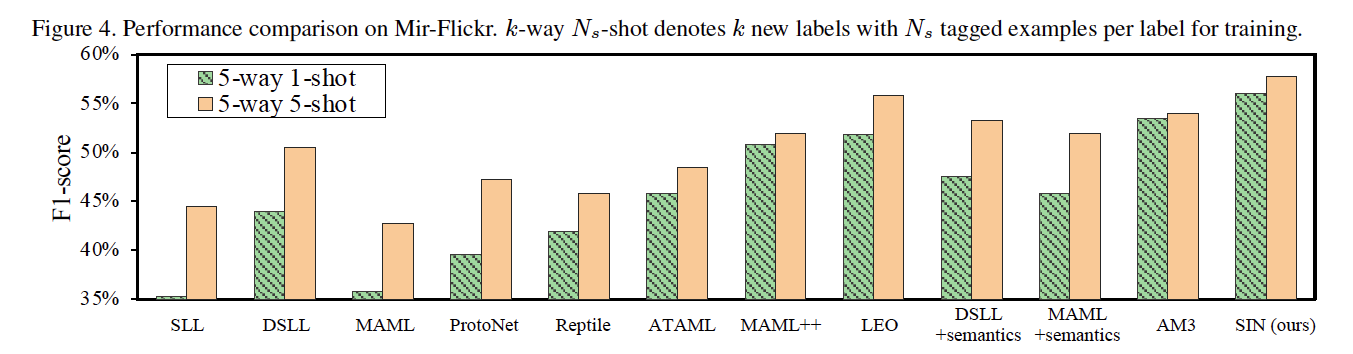 Figure 4. Performance comparison on Mir-Flickr. k-way Nₛ-shot denotes k new labels with Nₛ tagged examples per label for training.
60%
55%
50%
45%
40%
35%
F1-score
5-way 1-shot
5-way 5-shot
SLL
DSLL
MAML
ProtoNet
Reptile
ATAML
MAML++
LEO
DSLL
+semantics
MAML
+semantics
AM3
SIN (ours)